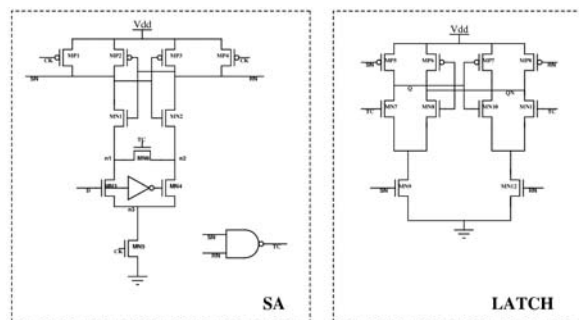 Vdd
MP1
MP2
MP3
MP4
CK
CK
SN
RN
MN1
MN2
TC
n1
MN6
n2
MN3
MN4
D
n3
CK
MN5
SN
RN
TC
SA
Vdd
MP5
MP6
MP7
MP8
SN
RN
Q
QN
MN7
MN8
MN10
TC
TC
MN9
MN12
SN
RN
LATCH